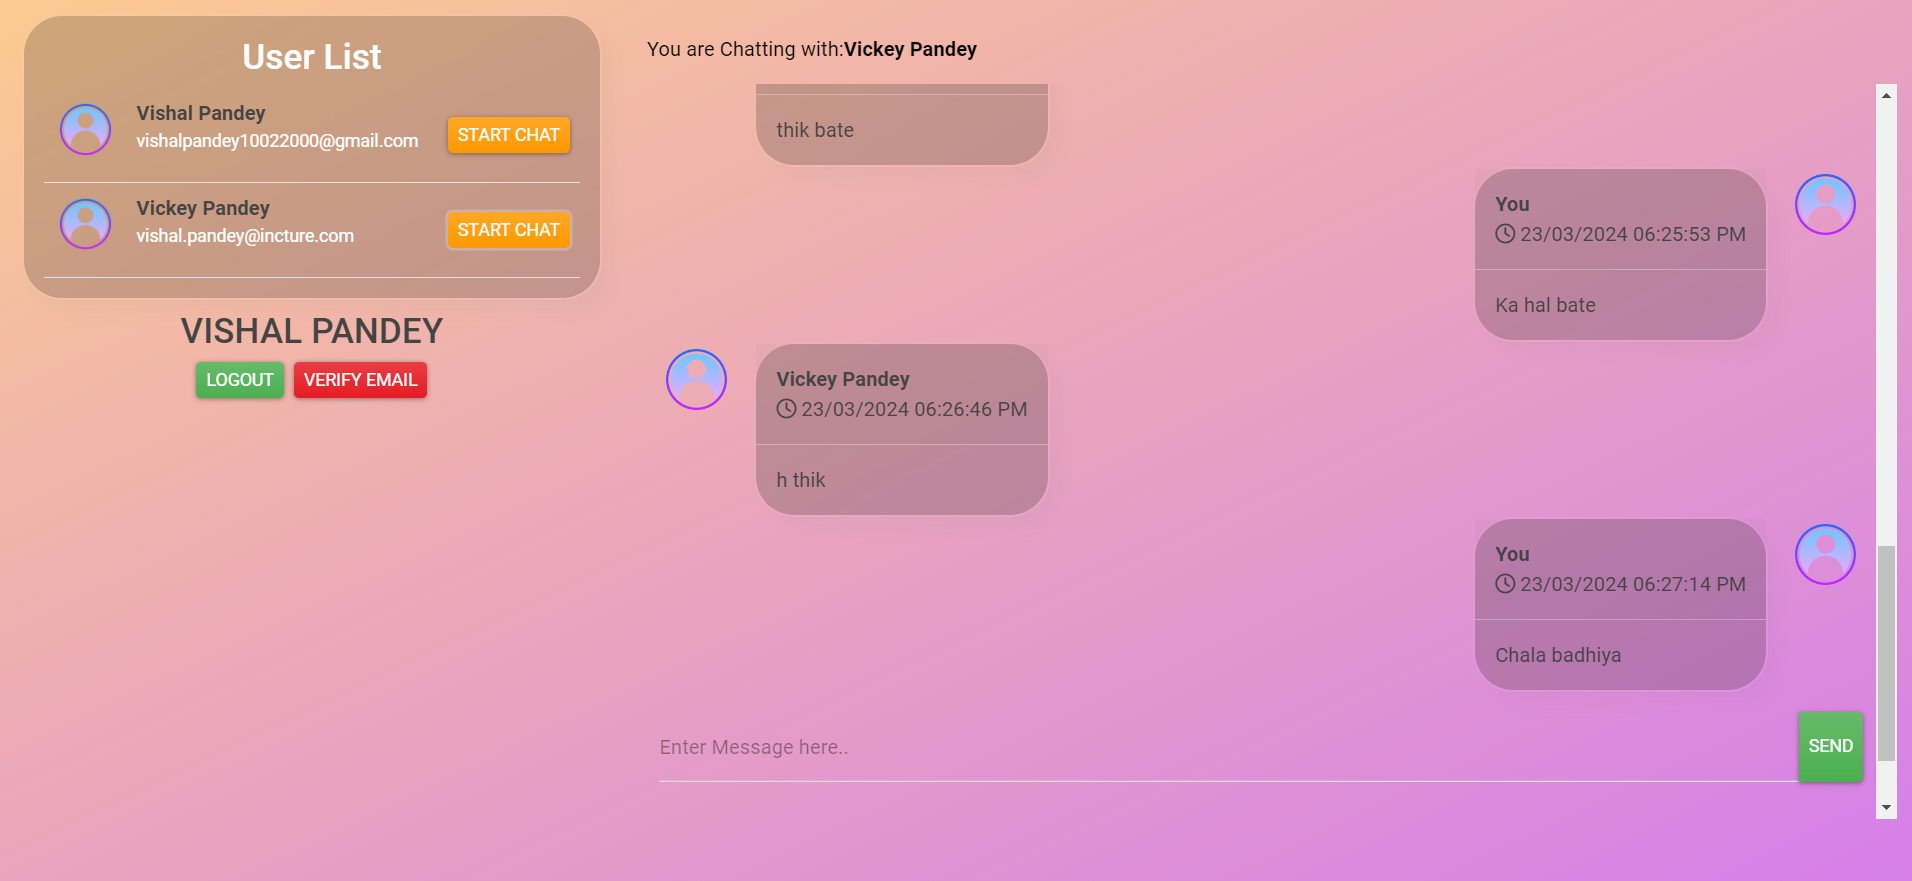 User List
Vishal Pandey
vishalpandey10022000@gmail.com
START CHAT
Vickey Pandey
vishal.pandey@incture.com
START CHAT
VISHAL PANDEY
LOGOUT
VERIFY EMAIL
You are Chatting with:Vickey Pandey
thik bate
You
23/03/2024 06:25:53 PM
Ka hal bate
Vickey Pandey
23/03/2024 06:26:46 PM
h thik
You
23/03/2024 06:27:14 PM
Chala badhiya
Enter Message here..
SEND